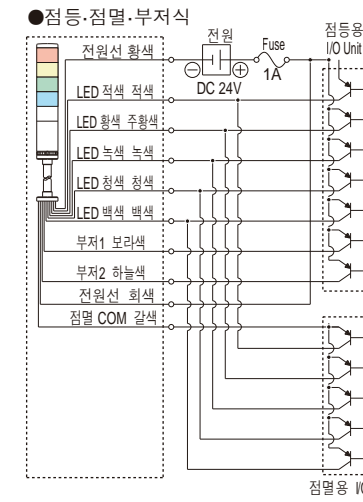 ●점등·점멸·부저식
전원
Fuse
1A
DC 24V
점등용
I/O Unit
전원선 황색
LED 적색 적색
LED 황색 주황색
LED 녹색 녹색
LED 청색 청색
LED 백색 백색
부저1 보라색
부저2 하늘색
전원선 회색
점멸 COM 갈색
점멸용 I/O